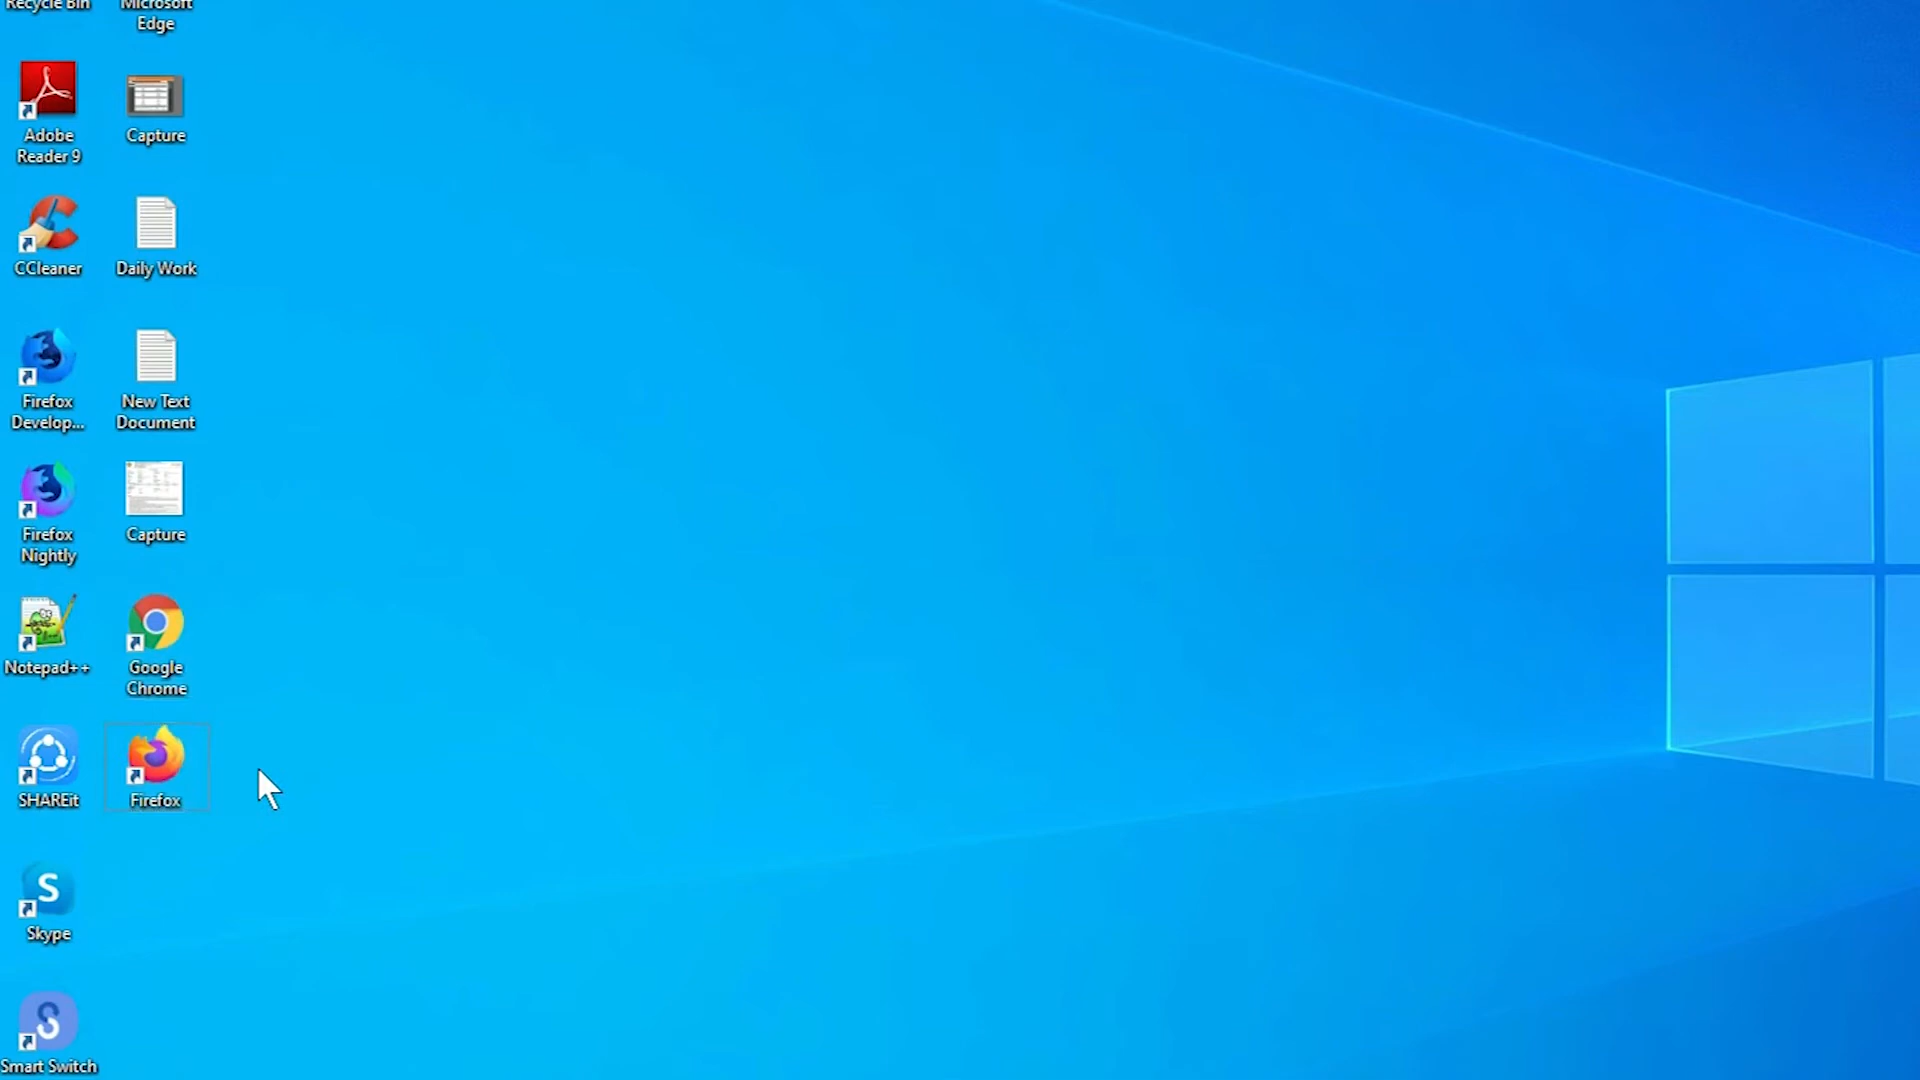 Recycle Bin
Microsoft
Edge
Adobe
Reader 9
Capture
CCleaner
Daily Work
Firefox
Develop...
New Text
Document
Firefox
Nightly
Capture
Notepad++
Google
Chrome
SHAREit
Firefox
Skype
Smart Switch